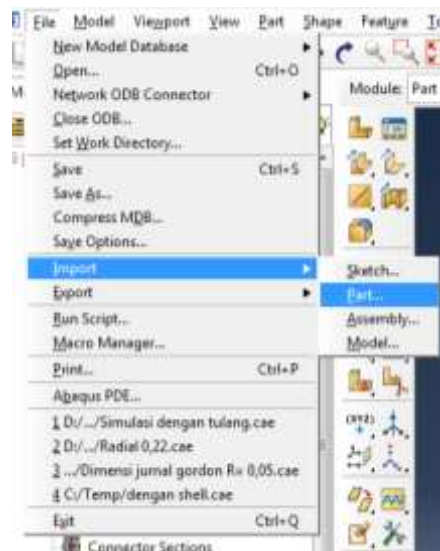 File Model Viewport View Part Shape Feature
New Model Database
Open... Ctrl+O
Network ODB Connector
Close ODB...
Set Work Directory...
Module: Part
Save Ctrl+S
Save As...
Compress MDB...
Save Options...
Import
Sketch...
Export
Part...
Run Script...
Assembly...
Macro Manager...
Model...
Print... Ctrl+P
Abaqus PDE...
1 D:/.../Simulasi dengan tulang.cae
2 D:/.../Radial 0,22.cae
3 .../Dimensi jurnal gordon R= 0,05.cae
4 C:/Temp/dengan shell.cae
Exit Ctrl+Q
Connector Sections